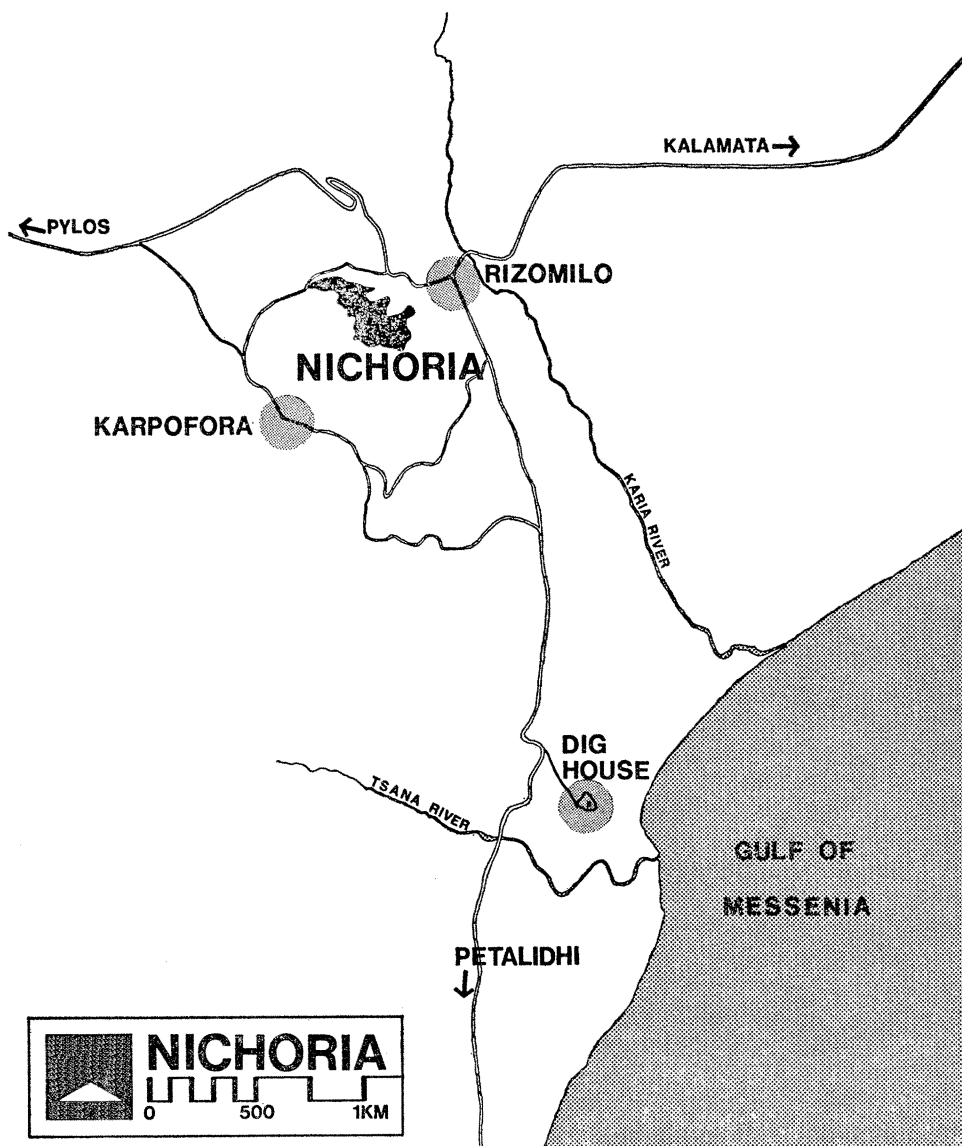 KALAMATA
PYLOS
RIZOMILO
NICHORIA
KARPOFORA
KARIA RIVER
DIG
HOUSE
TSANA RIVER
GULF OF
MESSENIA
PETALIDHI
NICHORIA
0 500 1KM